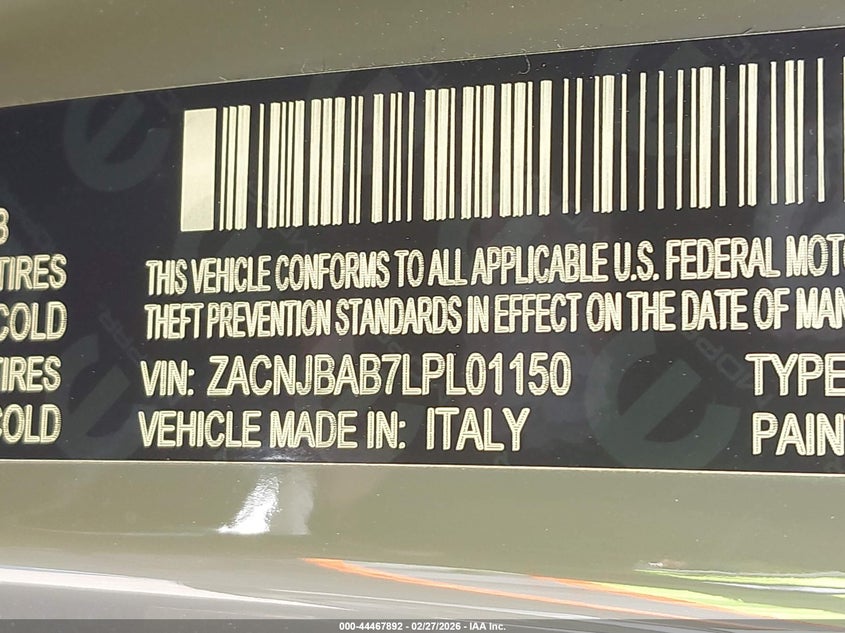 B
TIRES
COLD
TIRES
COLD
THIS VEHICLE CONFORMS TO ALL APPLICABLE U.S. FEDERAL MOTO
THEFT PREVENTION STANDARDS IN EFFECT ON THE DATE OF MAN
VIN: ZACNJBAB7LPL01150 TYPE
VEHICLE MADE IN: ITALY PAIN
000-44467892 - 02/27/2026 - IAA Inc.